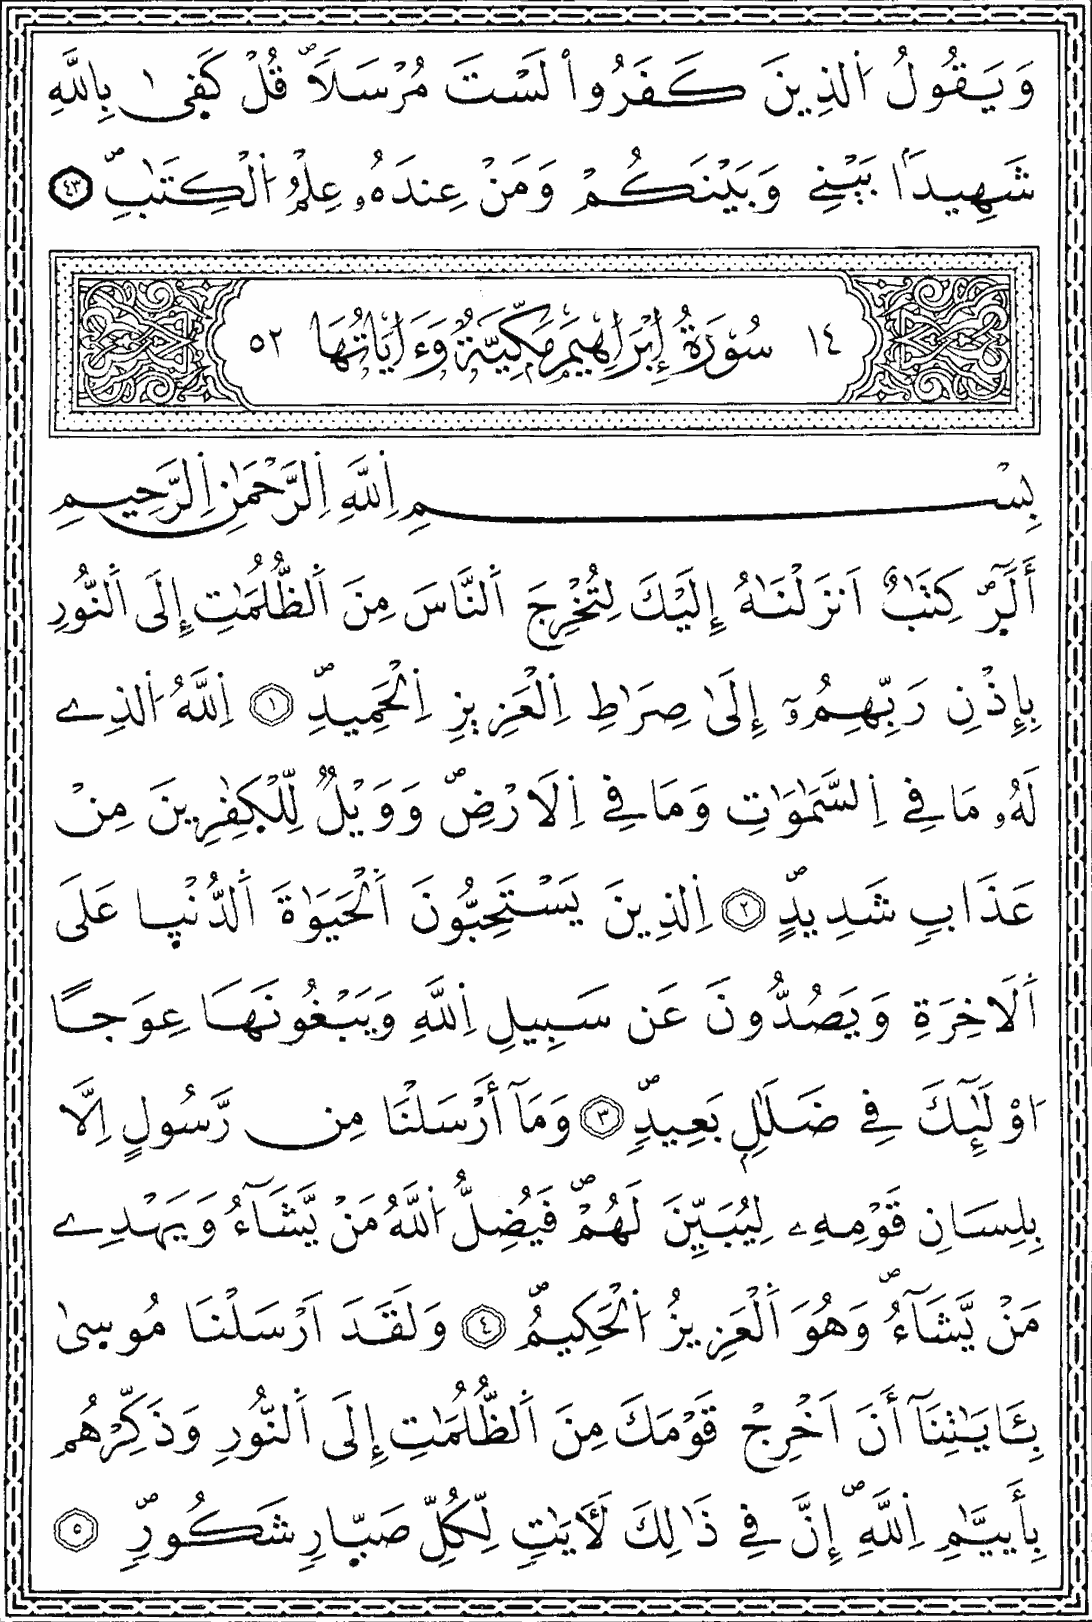 وَيَقُولُ اُ۬لذِينَ كَفَرُواْ لَسْتَ مُرْسَلاٗۖ قُلْ كَف۪ىٰ بِاللَّهِ
شَهِيداَۢ بَيْنِے وَبَيْنَكُمْ وَمَنْ عِندَهُۥ عِلْمُ اُ۬لْكِتَٰبِۖ ٤٣
١٤ سُورَةُ إِبْرَاهِيمَ مَكِّيَّةٌ وَءَايَاتُهَا ٥٢
بِسْمِ اِ۬للَّهِ اِ۬لرَّحْمَٰنِ اِ۬لرَّحِيمِ
أَلَٓر۪ۖ كِتَٰبٌ اَنزَلْنَٰهُ إِلَيْكَ لِتُخْرِجَ اَ۬لنَّاسَ مِنَ اَ۬لظُّلُمَٰتِ إِلَى اَ۬لنُّورِ
بِإِذْنِ رَبِّهِمُۥٓ إِلَىٰ صِرَٰطِ اِ۬لْعَزِيزِ اِ۬لْحَمِيدِۖ ١ اِ۬للَّهُ اُ۬لذِے
لَهُۥ مَا فِے اِ۬لسَّمَٰوَٰتِ وَمَا فِے اِ۬لَارْضِۖ وَوَيْلٌ لِّلْكٰ۪فِرِينَ مِنْ
عَذَابٖ شَدِيدٍۖ ٢ اِ۬لذِينَ يَسْتَحِبُّونَ اَ۬لْحَيَوٰةَ اَ۬لدُّنْي۪ا عَلَى
اَ۬لَاخِرَةِ وَيَصُدُّونَ عَن سَبِيلِ اِ۬للَّهِ وَيَبْغُونَهَا عِوَجاً
ا۟وْلَٰٓئِكَ فِے ضَلَٰلِۢ بَعِيدٖۖ ٣ وَمَآ أَرْسَلْنَا مِن رَّسُولٍ اِلَّا
بِلِسَانِ قَوْمِهِۦ لِيُبَيِّنَ لَهُمْۖ فَيُضِلُّ اُ۬للَّهُ مَنْ يَّشَآءُ وَيَهْدِے
مَنْ يَّشَآءُۖ وَهُوَ اَ۬لْعَزِيزُ اُ۬لْحَكِيمُۖ ٤ وَلَقَدَ اَرْسَلْنَا مُوس۪ىٰ
بِـَٔايَٰتِنَآ أَنَ اَخْرِجْ قَوْمَكَ مِنَ اَ۬لظُّلُمَٰتِ إِلَى اَ۬لنُّورِ وَذَكِّرْهُم
بِأَيَّيٰمِ اِ۬للَّهِۖ إِنَّ فِے ذَٰلِكَ لَأٓيَٰتٖ لِّكُلِّ صَبّ۪ارٖ شَكُورٖۖ ٥